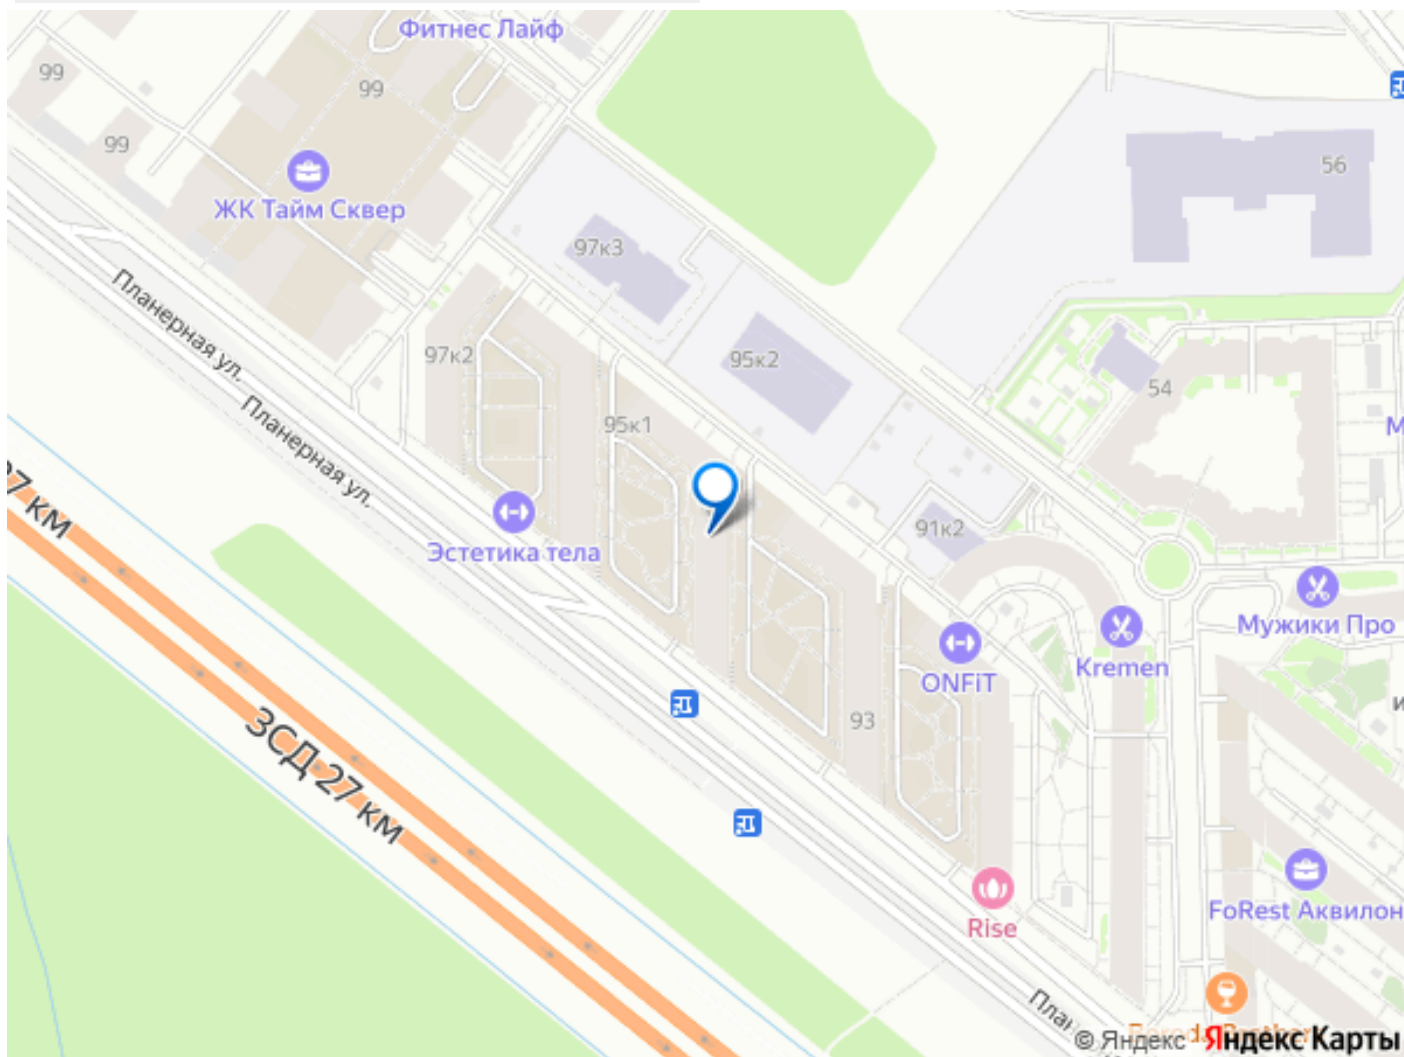 Фитнес Лайф
99
99
99
ЖК Тайм Сквер
56
97к3
Планерная ул.
97к2
95к2
54
95к1
Планерная ул.
27 км
91к2
Эстетика тела
Мужики Про
Kremen
ONFiT
93
ЗСД 27 км
FoRest Аквилон
Rise
© Яндекс Яндекс Карты